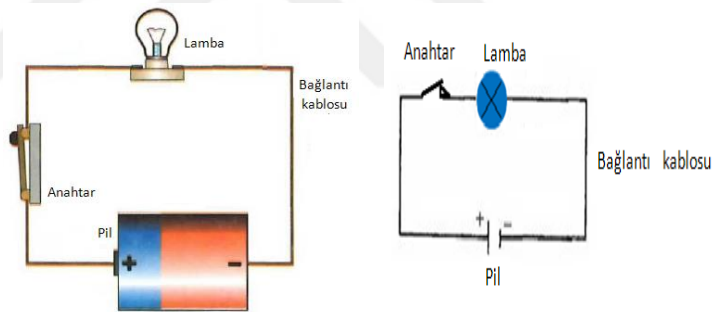 Lamba
Bağlantı
kablosu
Anahtar
Pil
+
-
Anahtar Lamba
Bağlantı kablosu
+ -
Pil